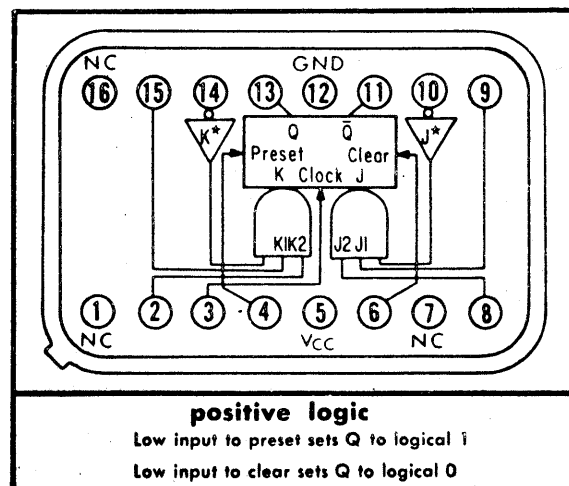 NC GND
16 15 14 13 12 11 10 9
K* Q Q̅ J*
Preset Clear
K Clock J
K1K2 J2 J1
1 2 3 4 5 6 7 8
NC VCC NC
positive logic
Low input to preset sets Q to logical 1
Low input to clear sets Q to logical 0